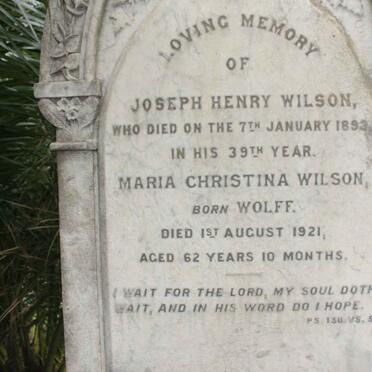 LOVING MEMORY
OF
JOSEPH HENRY WILSON,
WHO DIED ON THE 7TH JANUARY 1893,
IN HIS 39TH YEAR.
MARIA CHRISTINA WILSON,
BORN WOLFF.
DIED 1ST AUGUST 1921,
AGED 62 YEARS 10 MONTHS.
I WAIT FOR THE LORD, MY SOUL DOTH
WAIT, AND IN HIS WORD DO I HOPE.
PS. 130. VS.